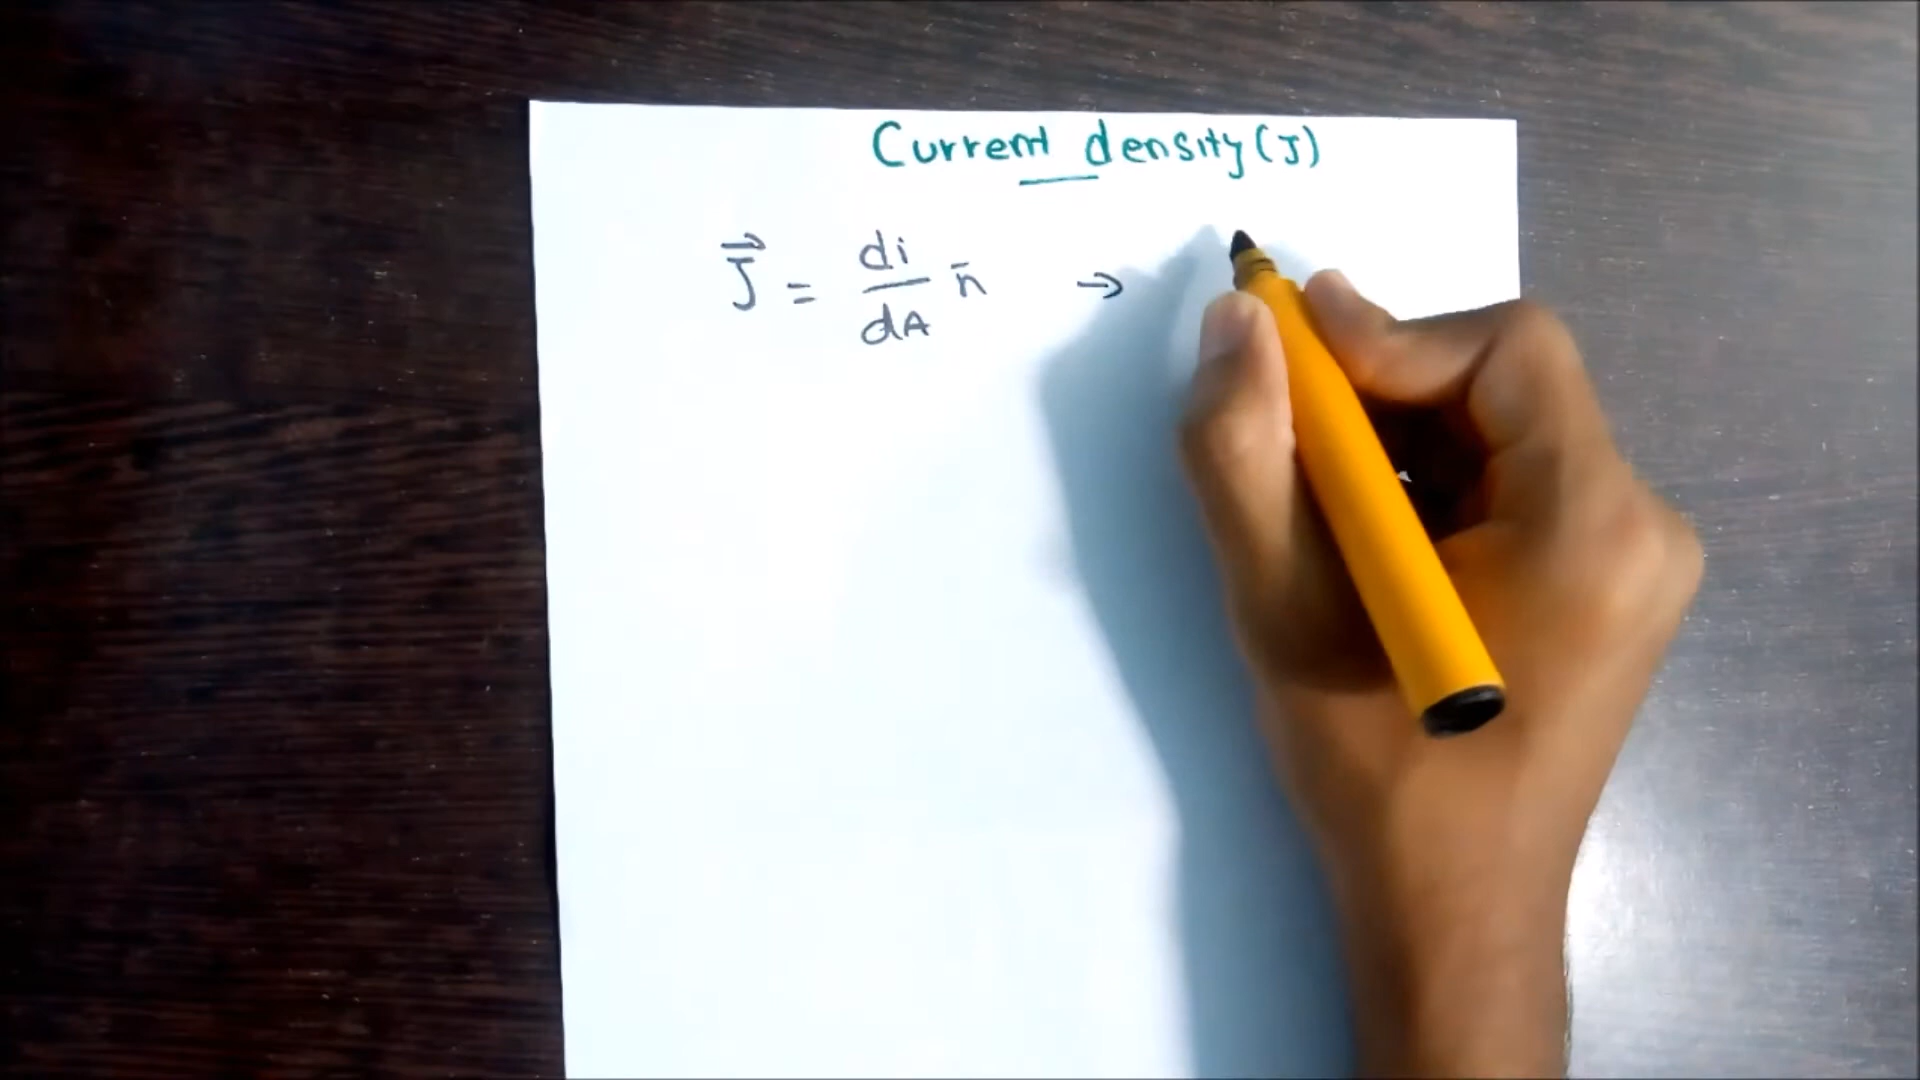 Current density (J)
J⃗ = di/dA n̄ →